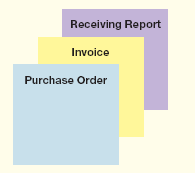 Receiving Report
Invoice
Purchase Order